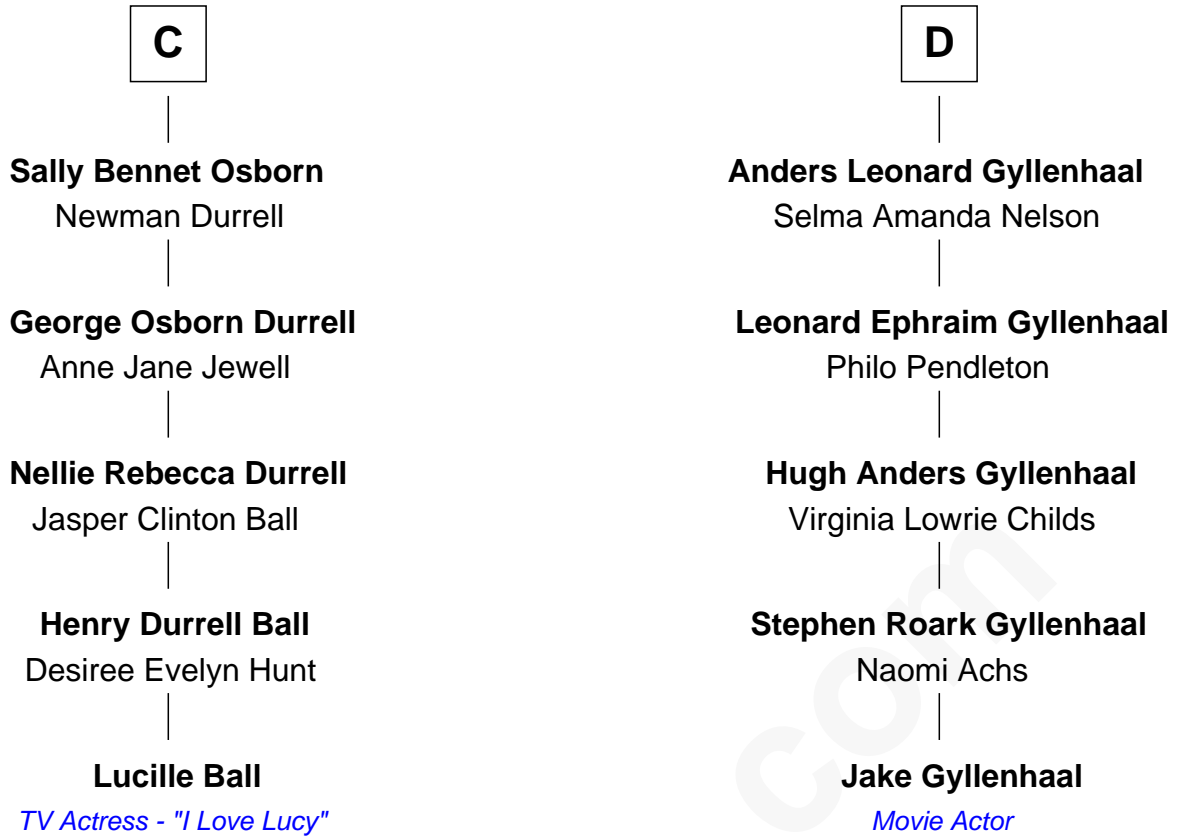 C
Sally Bennet Osborn
Newman Durrell
George Osborn Durrell
Anne Jane Jewell
Nellie Rebecca Durrell
Jasper Clinton Ball
Henry Durrell Ball
Desiree Evelyn Hunt
Lucille Ball
TV Actress - "I Love Lucy"
D
Anders Leonard Gyllenhaal
Selma Amanda Nelson
Leonard Ephraim Gyllenhaal
Philo Pendleton
Hugh Anders Gyllenhaal
Virginia Lowrie Childs
Stephen Roark Gyllenhaal
Naomi Achs
Jake Gyllenhaal
Movie Actor
com